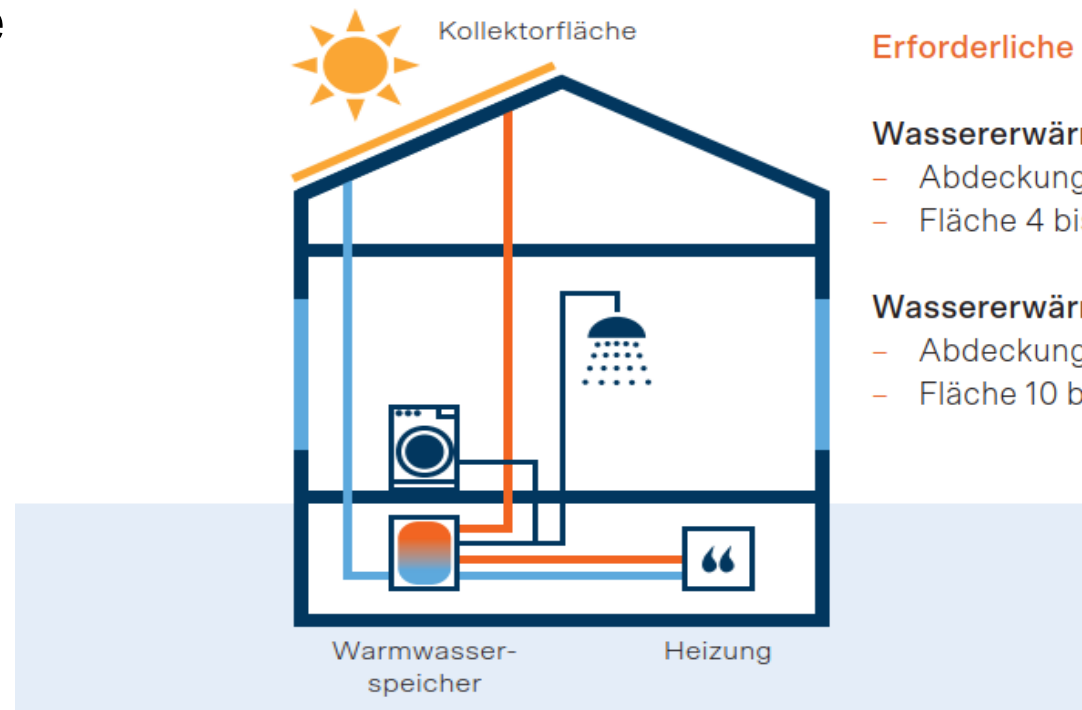 Kollektorfläche
Erforderliche
Abdeckung
Fläche 4
Abdeckung
Fläche 10
Warmwasser-
speicher
Heizung